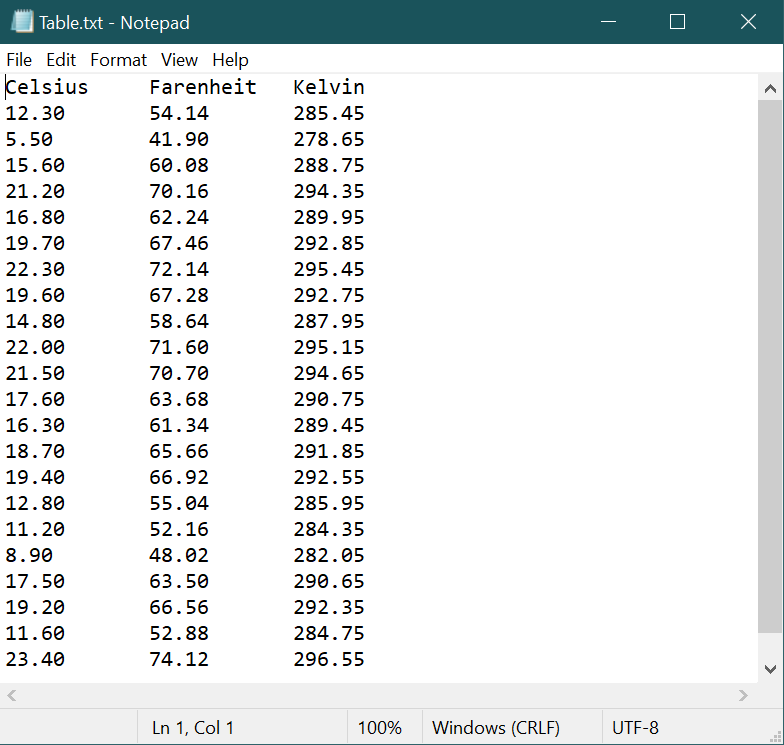 Table.txt - Notepad
File Edit Format View Help
Celsius Farenheit Kelvin
12.30 54.14 285.45
5.50 41.90 278.65
15.60 60.08 288.75
21.20 70.16 294.35
16.80 62.24 289.95
19.70 67.46 292.85
22.30 72.14 295.45
19.60 67.28 292.75
14.80 58.64 287.95
22.00 71.60 295.15
21.50 70.70 294.65
17.60 63.68 290.75
16.30 61.34 289.45
18.70 65.66 291.85
19.40 66.92 292.55
12.80 55.04 285.95
11.20 52.16 284.35
8.90 48.02 282.05
17.50 63.50 290.65
19.20 66.56 292.35
11.60 52.88 284.75
23.40 74.12 296.55
Ln 1, Col 1 100% Windows (CRLF) UTF-8